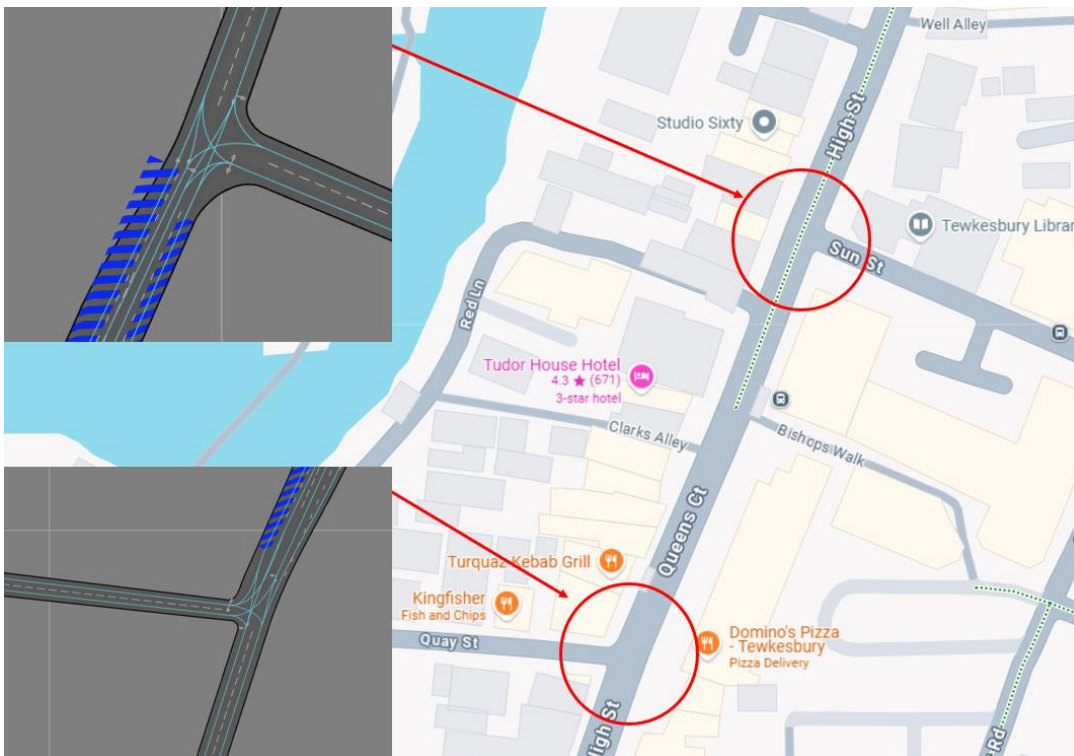 Well Alley
High St
Studio Sixty
Tewkesbury Librar
Sun St
Red Ln
Tudor House Hotel
4.3 ★ (671)
3-star hotel
Clarks Alley
Bishops Walk
Queens Ct
Turquaz Kebab Grill
Kingfisher
Fish and Chips
Quay St
Domino's Pizza
- Tewkesbury
Pizza Delivery
High St
Rd